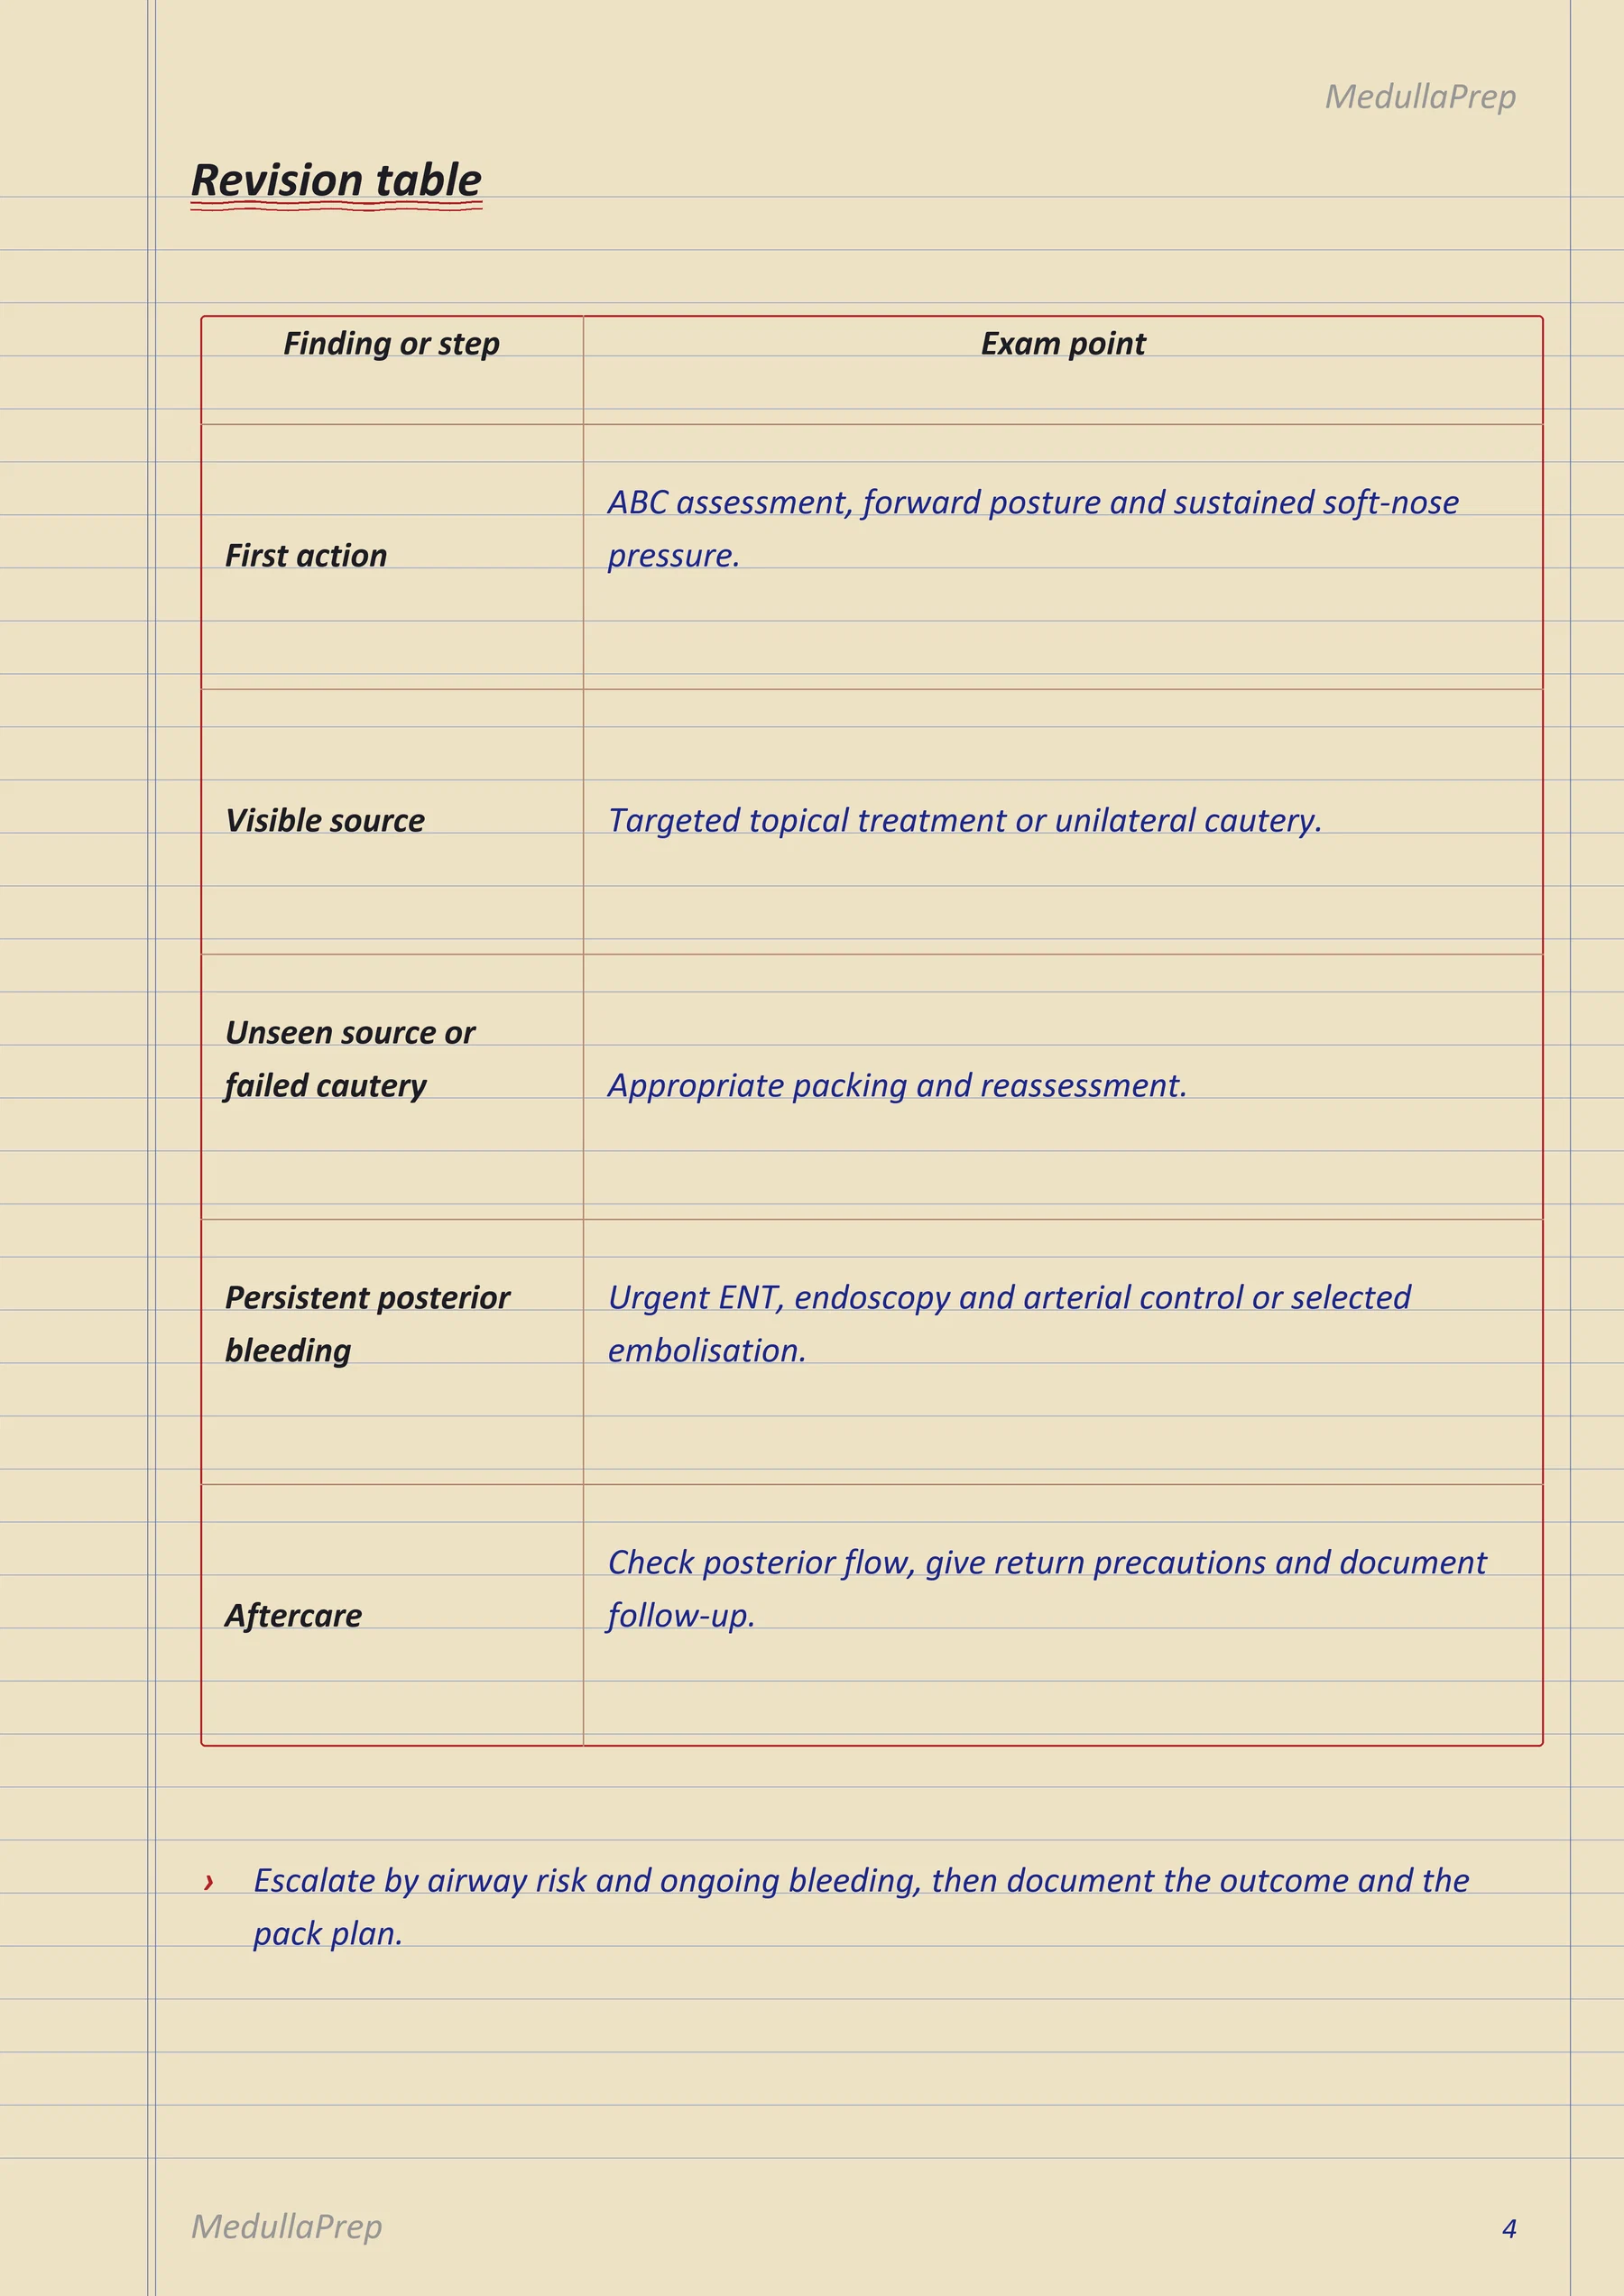 MedullaPrep
Revision table
Finding or step
Exam point
First action
ABC assessment, forward posture and sustained soft-nose
pressure.
Visible source
Targeted topical treatment or unilateral cautery.
Unseen source or
failed cautery
Appropriate packing and reassessment.
Persistent posterior
bleeding
Urgent ENT, endoscopy and arterial control or selected
embolisation.
Aftercare
Check posterior flow, give return precautions and document
follow-up.
› Escalate by airway risk and ongoing bleeding, then document the outcome and the
pack plan.
MedullaPrep
4